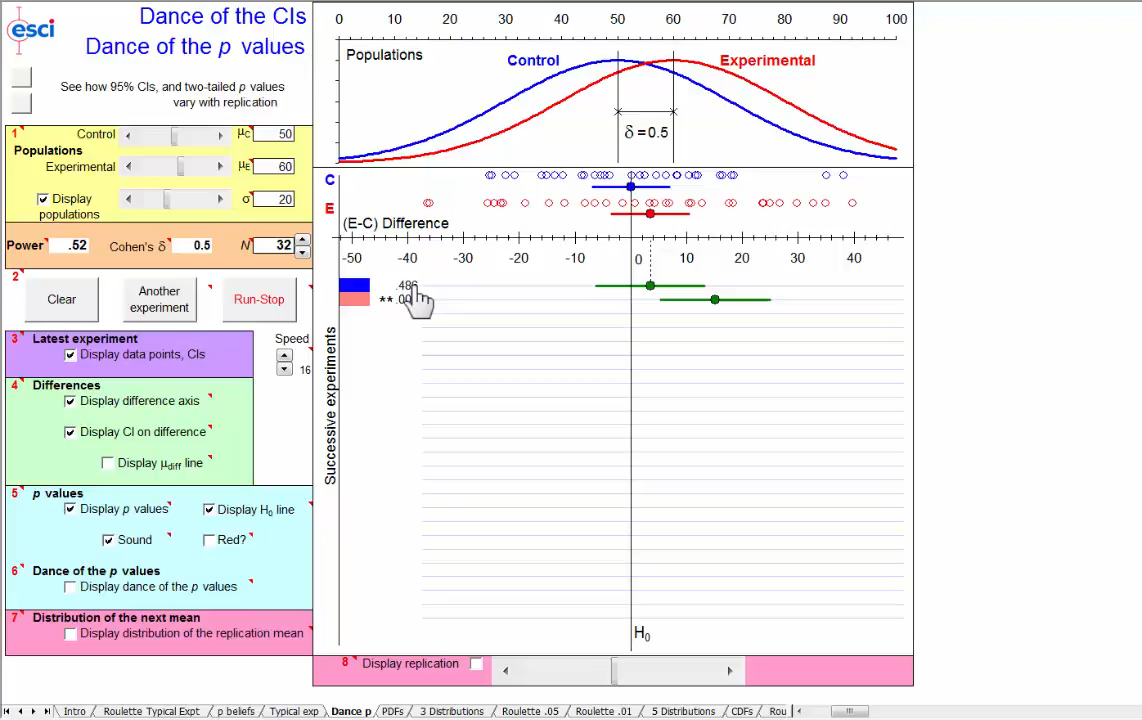 esci
Dance of the CIs
Dance of the p values
See how 95% CIs, and two-tailed p values
vary with replication
1
Control
μC 50
Populations
Experimental
μE 60
Display
populations
σ 20
Power .52 Cohen's δ 0.5 N 32
2
Clear
Another
experiment
Run-Stop
3 Latest experiment
Display data points, CIs
Speed
16
4 Differences
Display difference axis
Display CI on difference
Display μdiff line
5 p values
Display p values
Display H0 line
Sound
Red?
6 Dance of the p values
Display dance of the p values
7 Distribution of the next mean
Display distribution of the replication mean
0 10 20 30 40 50 60 70 80 90 100
Populations
Control
Experimental
δ = 0.5
C
E
(E-C) Difference
-50 -40 -30 -20 -10 0 10 20 30 40
.486
**
Successive experiments
H0
8 Display replication
Intro Roulette Typical Expt p beliefs Typical exp Dance p PDFs 3 Distributions Roulette .05 Roulette .01 5 Distributions CDFs Rou